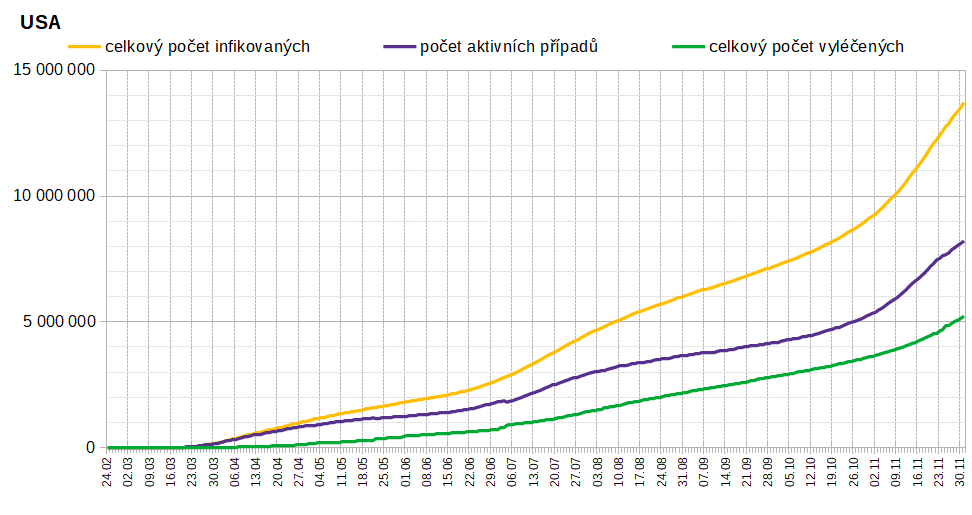 USA
celkový počet infikovaných počet aktivních případů celkový počet vyléčených
15 000 000
10 000 000
5 000 000
0
24.02 02.03 09.03 16.03 23.03 30.03 06.04 13.04 20.04 27.04 04.05 11.05 18.05 25.05 01.06 08.06 15.06 22.06 29.06 06.07 13.07 20.07 27.07 03.08 10.08 17.08 24.08 31.08 07.09 14.09 21.09 28.09 05.10 12.10 19.10 26.10 02.11 09.11 16.11 23.11 30.11